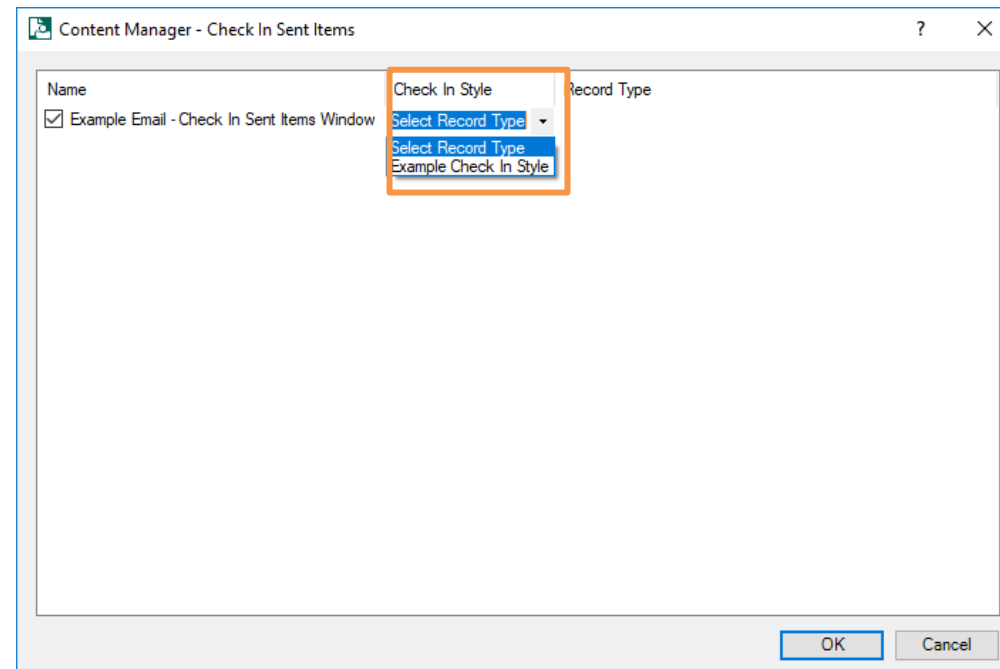 Content Manager - Check In Sent Items
?
Name Check In Style Record Type
Example Email - Check In Sent Items Window Select Record Type
Select Record Type
Example Check In Style
OK Cancel